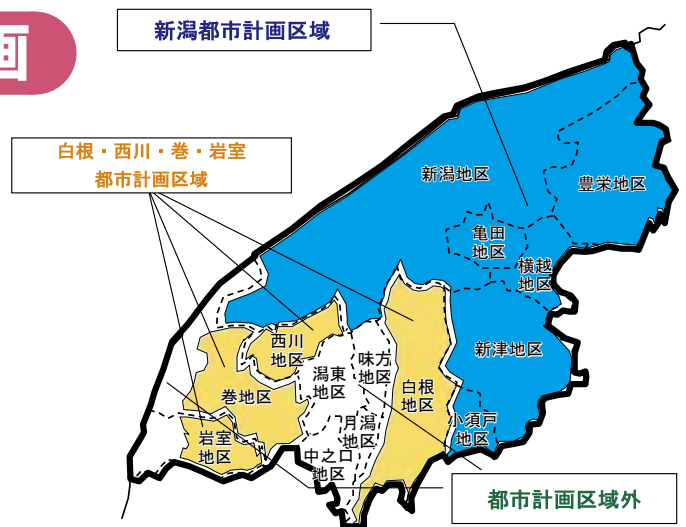 画
新潟都市計画区域
白根・西川・巻・岩室
都市計画区域
新潟地区
豊栄地区
亀田
地区
横越
地区
西川
地区
味方
地区
新津地区
潟東
地区
白根
地区
巻地区
月潟
地区
小須戸
地区
岩室
地区
中之口
地区
都市計画区域外